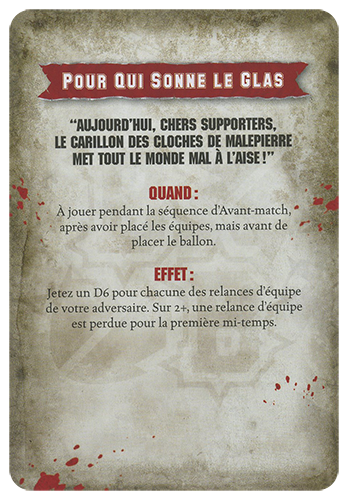 Pour Qui Sonne le Glas
“AUJOURD’HUI, CHERS SUPPORTERS,
LE CARILLON DES CLOCHES DE MALEPIERRE
MET TOUT LE MONDE MAL À L’AISE !”
QUAND :
À jouer pendant la séquence d’Avant-match,
après avoir placé les équipes, mais avant de
placer le ballon.
EFFET :
Jetez un D6 pour chacune des relances d’équipe
de votre adversaire. Sur 2+, une relance d’équipe
est perdue pour la première mi-temps.